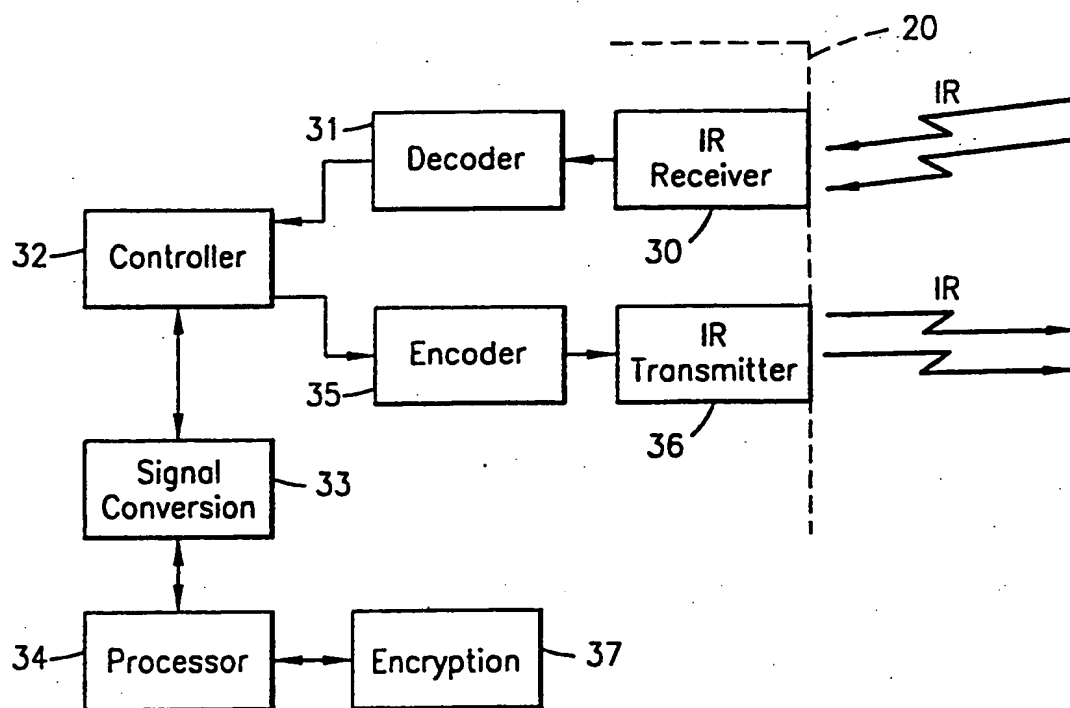 20
IR
31
Decoder
IR
Receiver
30
32
Controller
IR
35
Encoder
IR
Transmitter
36
Signal
Conversion
33
34
Processor
Encryption
37